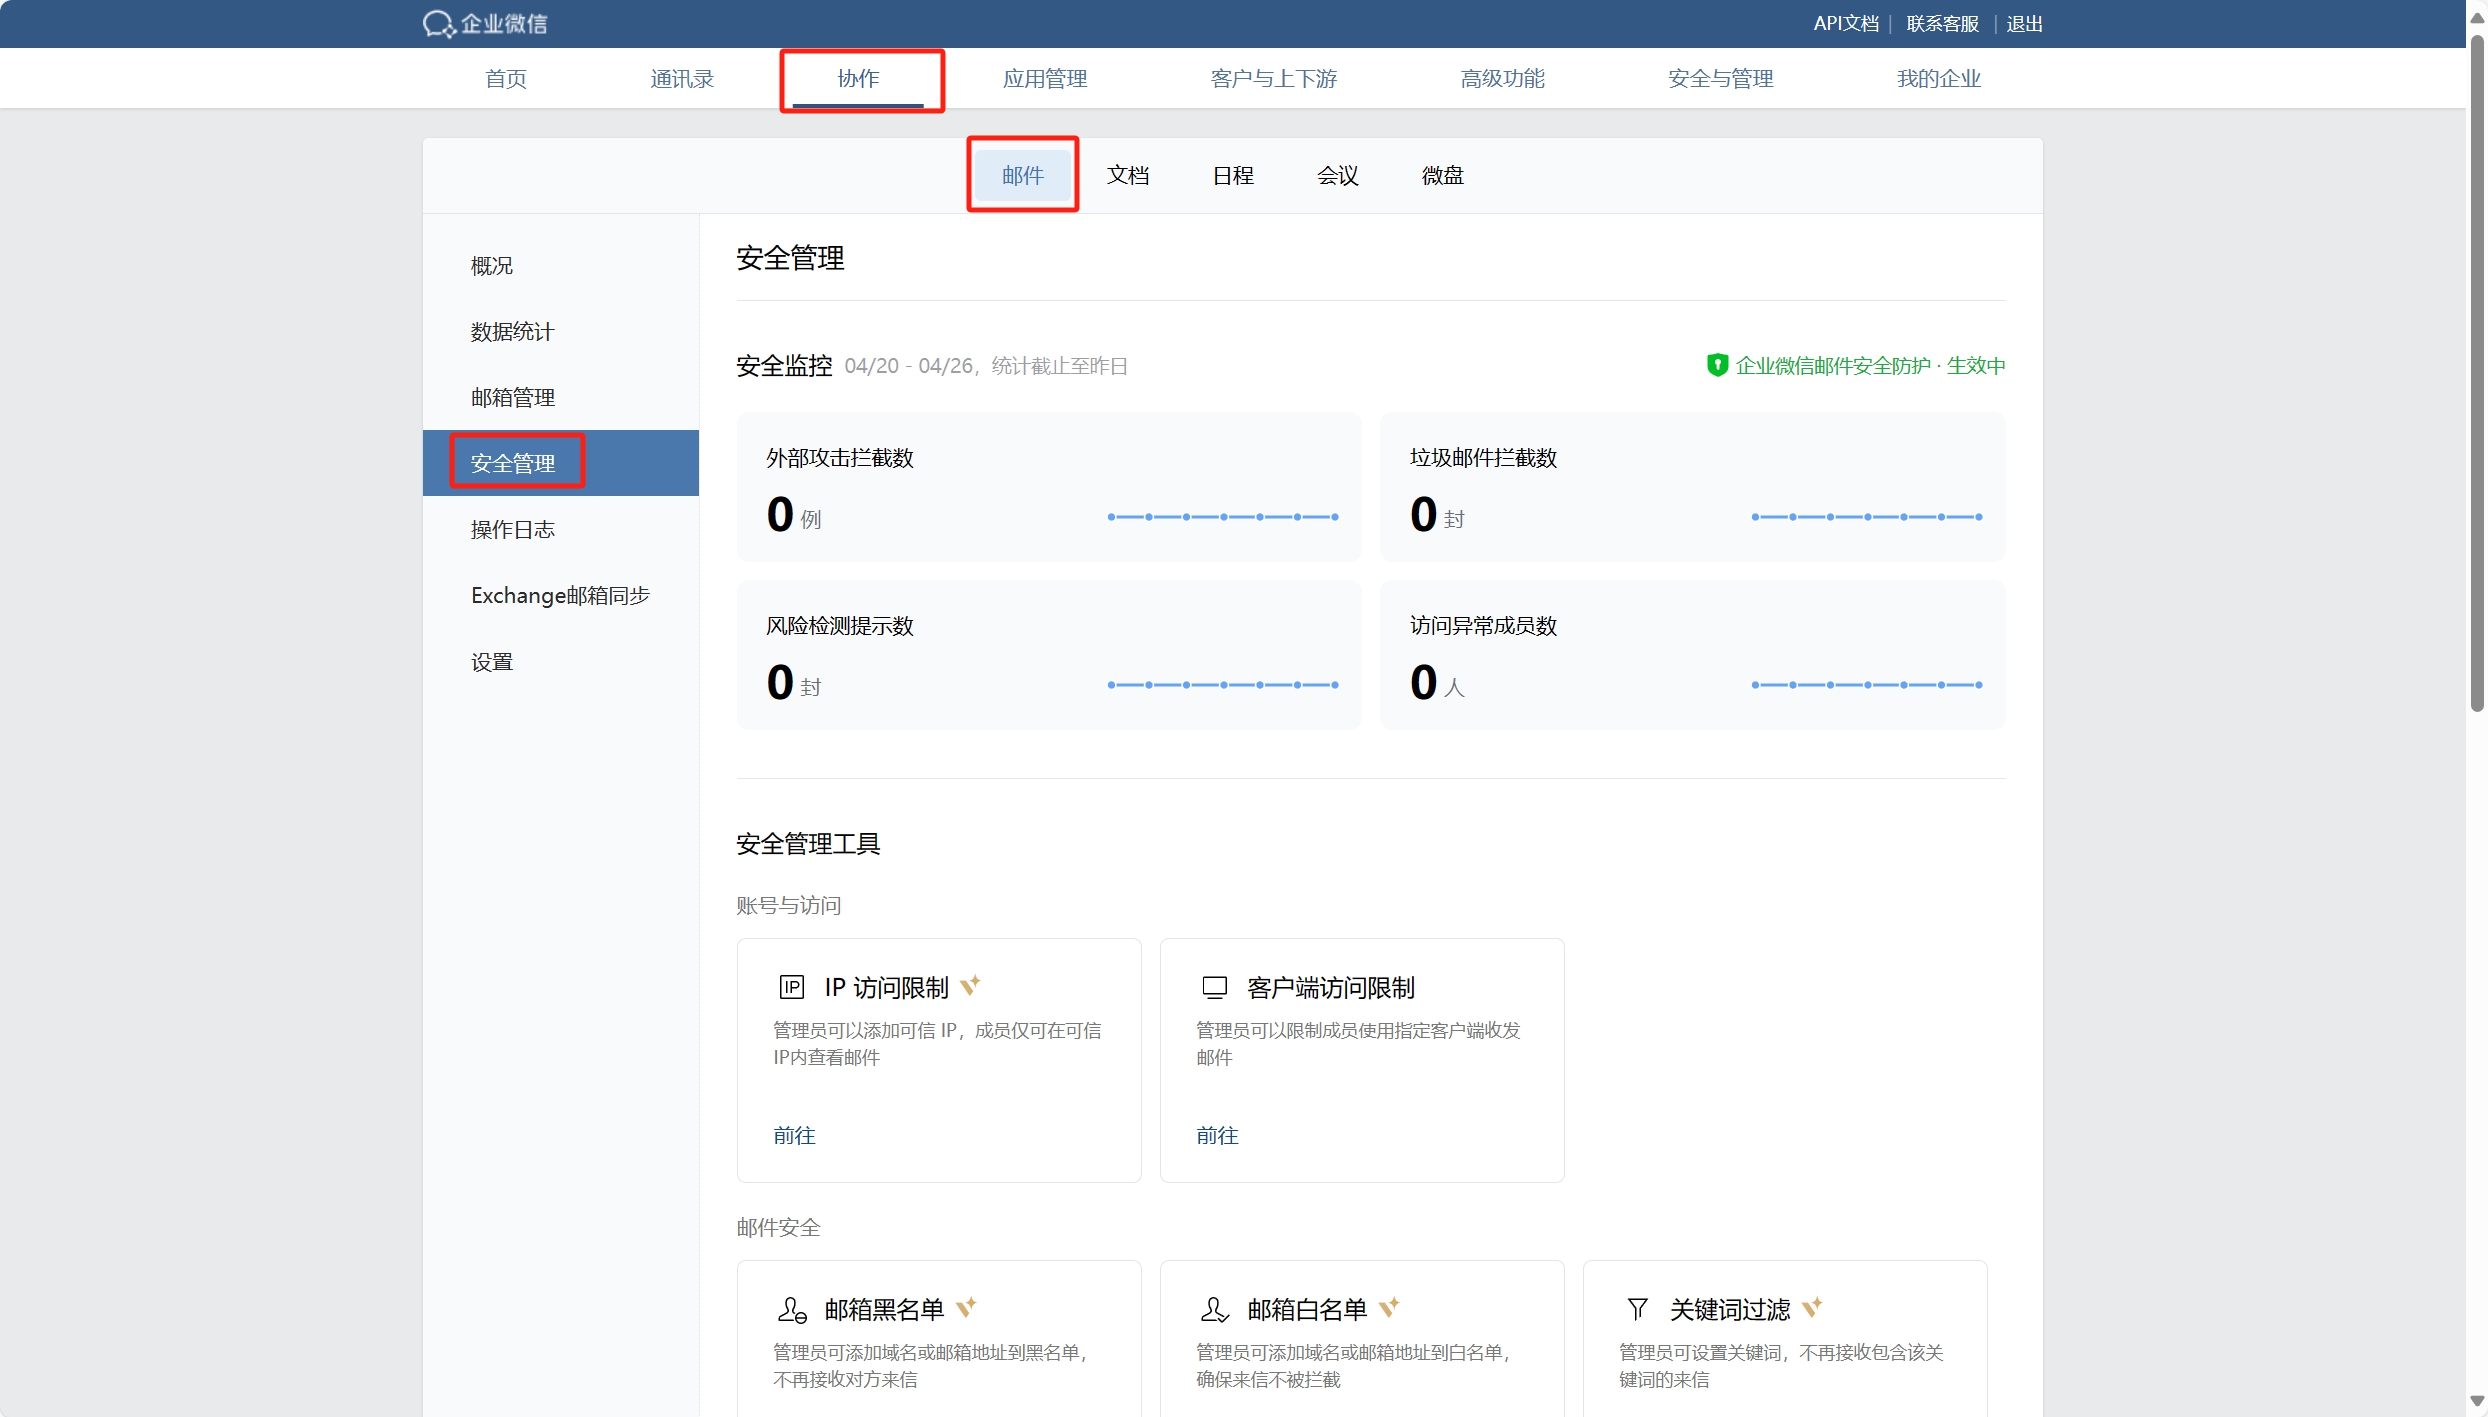 企业微信
API文档 | 联系客服 | 退出
首页 通讯录 协作 应用管理 客户与上下游 高级功能 安全与管理 我的企业
邮件 文档 日程 会议 微盘
概况
数据统计
邮箱管理
安全管理
操作日志
Exchange邮箱同步
设置
安全管理
安全监控 04/20 - 04/26，统计截止至昨日
企业微信邮件安全防护 · 生效中
外部攻击拦截数
0 例
垃圾邮件拦截数
0 封
风险检测提示数
0 封
访问异常成员数
0 人
安全管理工具
账号与访问
IP IP 访问限制
管理员可以添加可信 IP，成员仅可在可信
IP内查看邮件
前往
客户端访问限制
管理员可以限制成员使用指定客户端收发
邮件
前往
邮件安全
邮箱黑名单
管理员可添加域名或邮箱地址到黑名单，
不再接收对方来信
邮箱白名单
管理员可添加域名或邮箱地址到白名单，
确保来信不被拦截
关键词过滤
管理员可设置关键词，不再接收包含该关
键词的来信